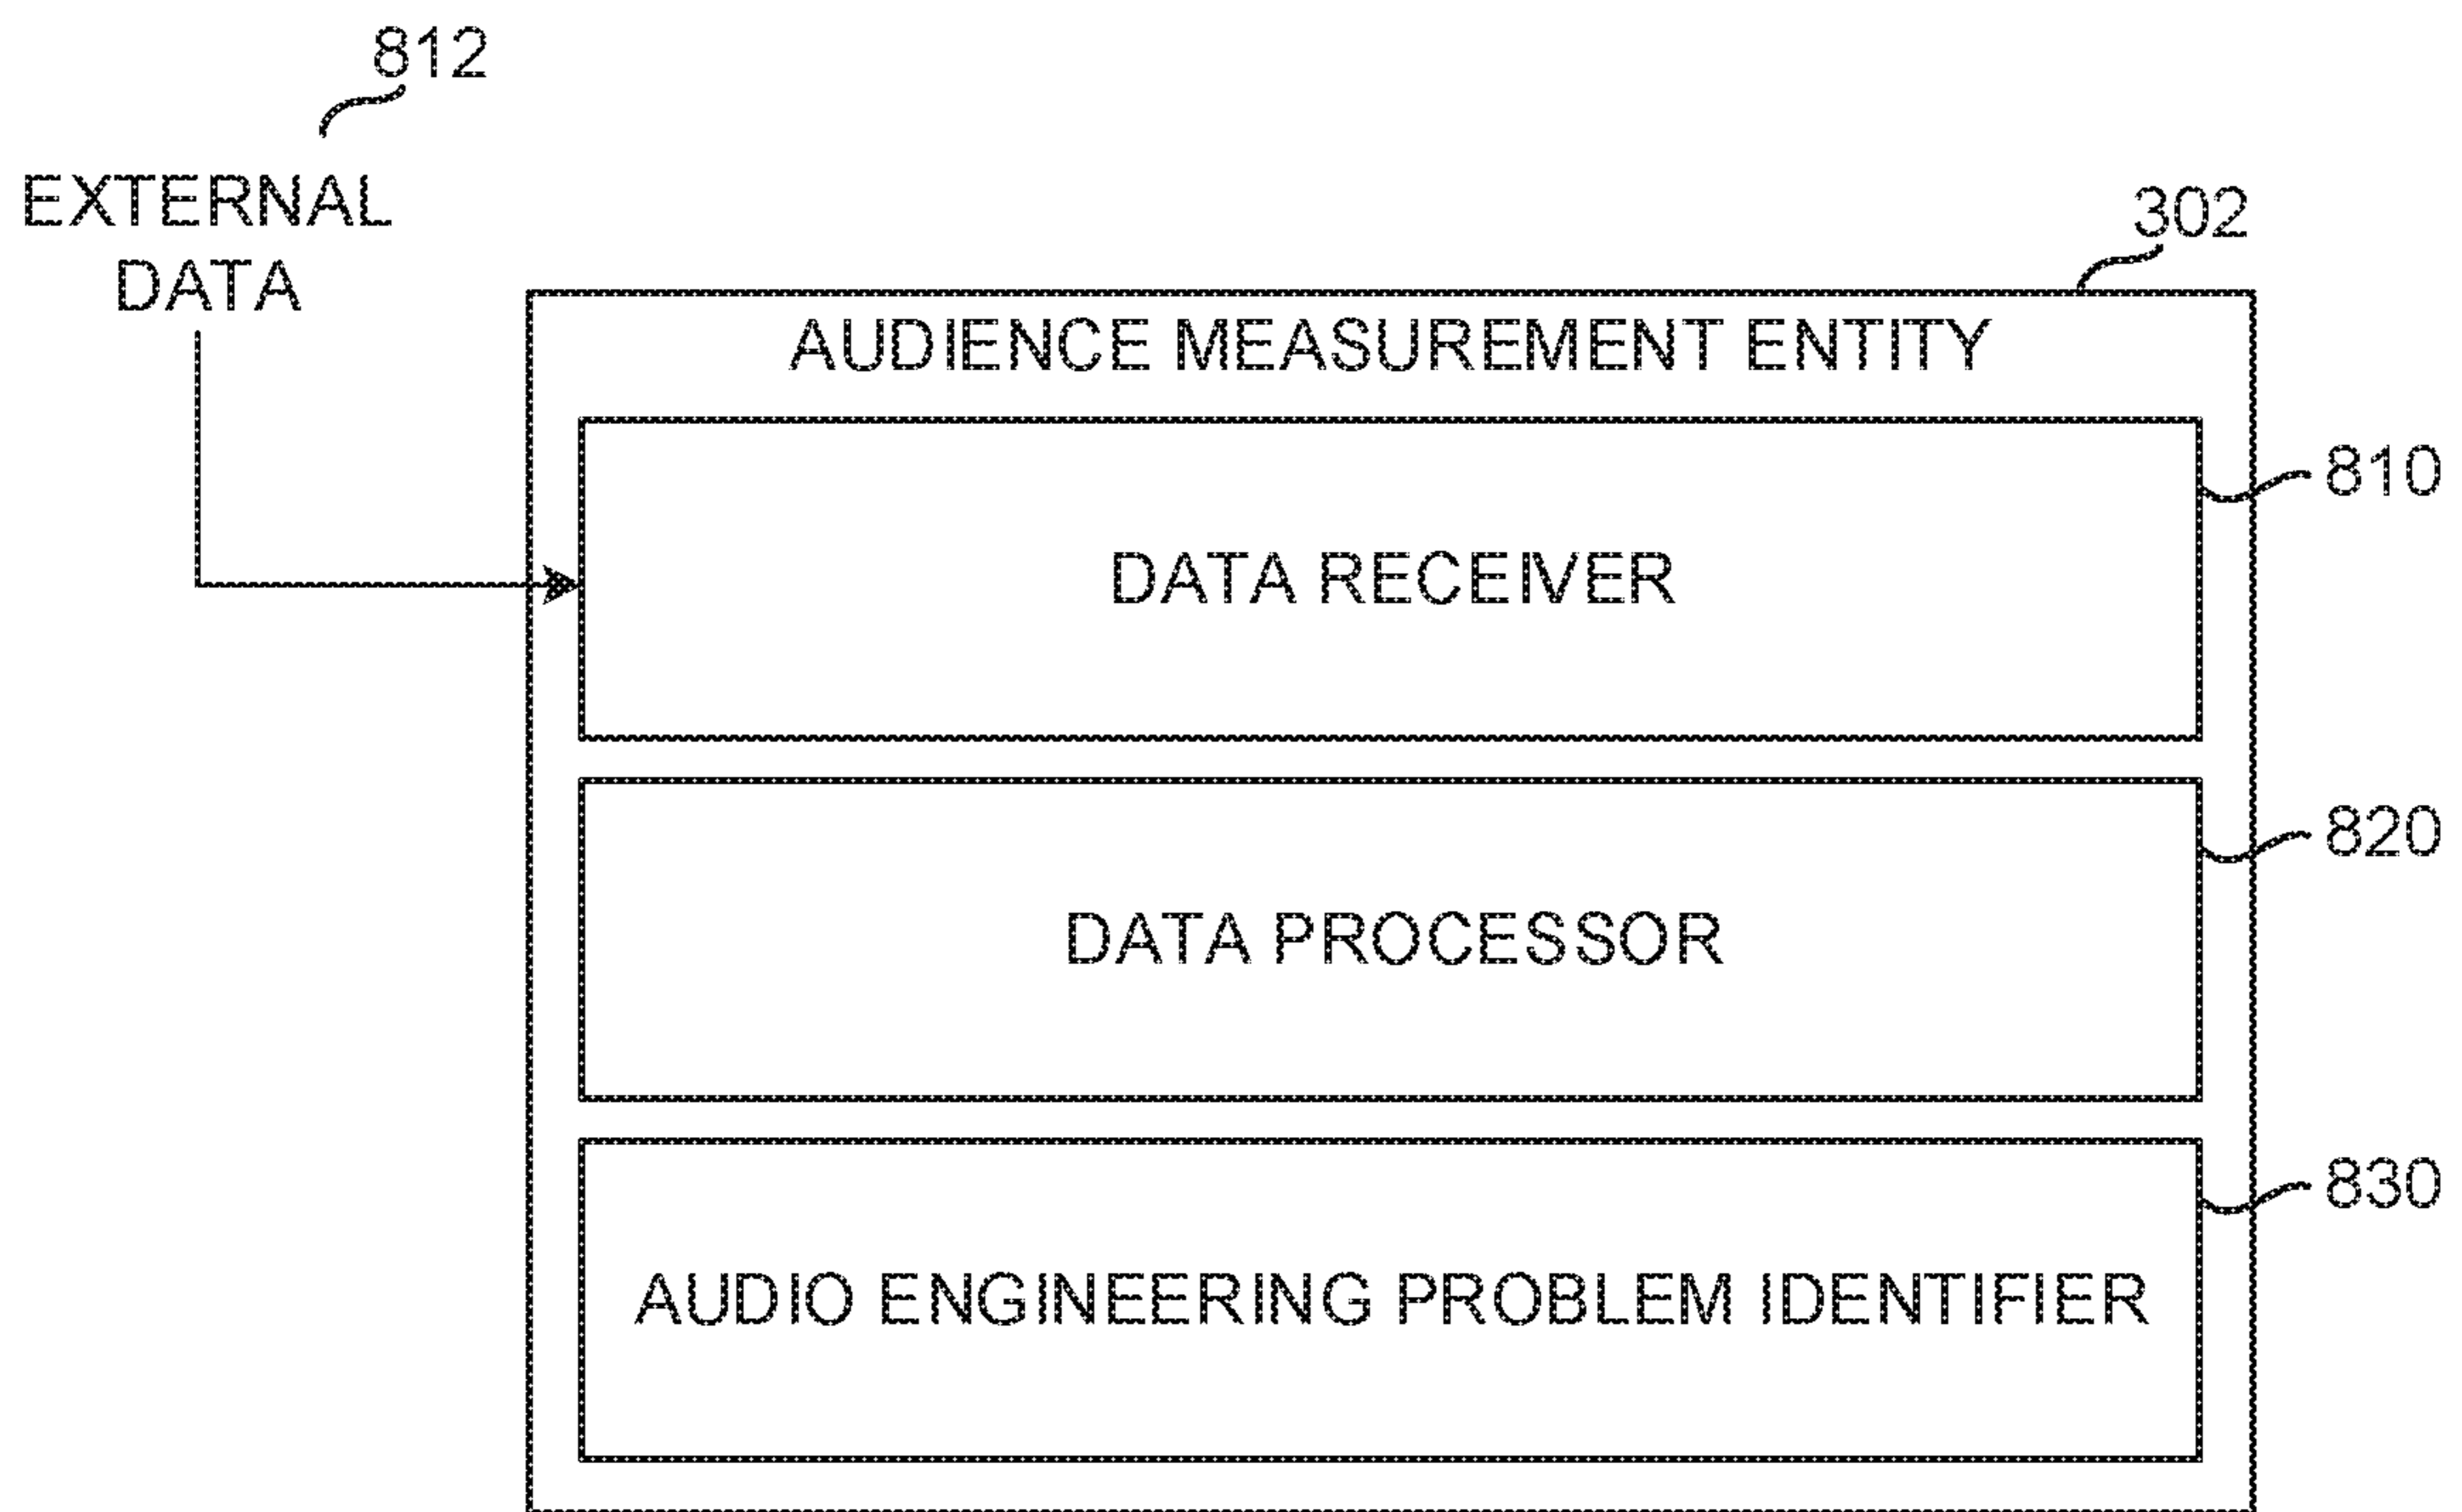 812
EXTERNAL
DATA
302
AUDIENCE MEASUREMENT ENTITY
810
DATA RECEIVER
820
DATA PROCESSOR
830
AUDIO ENGINEERING PROBLEM IDENTIFIER